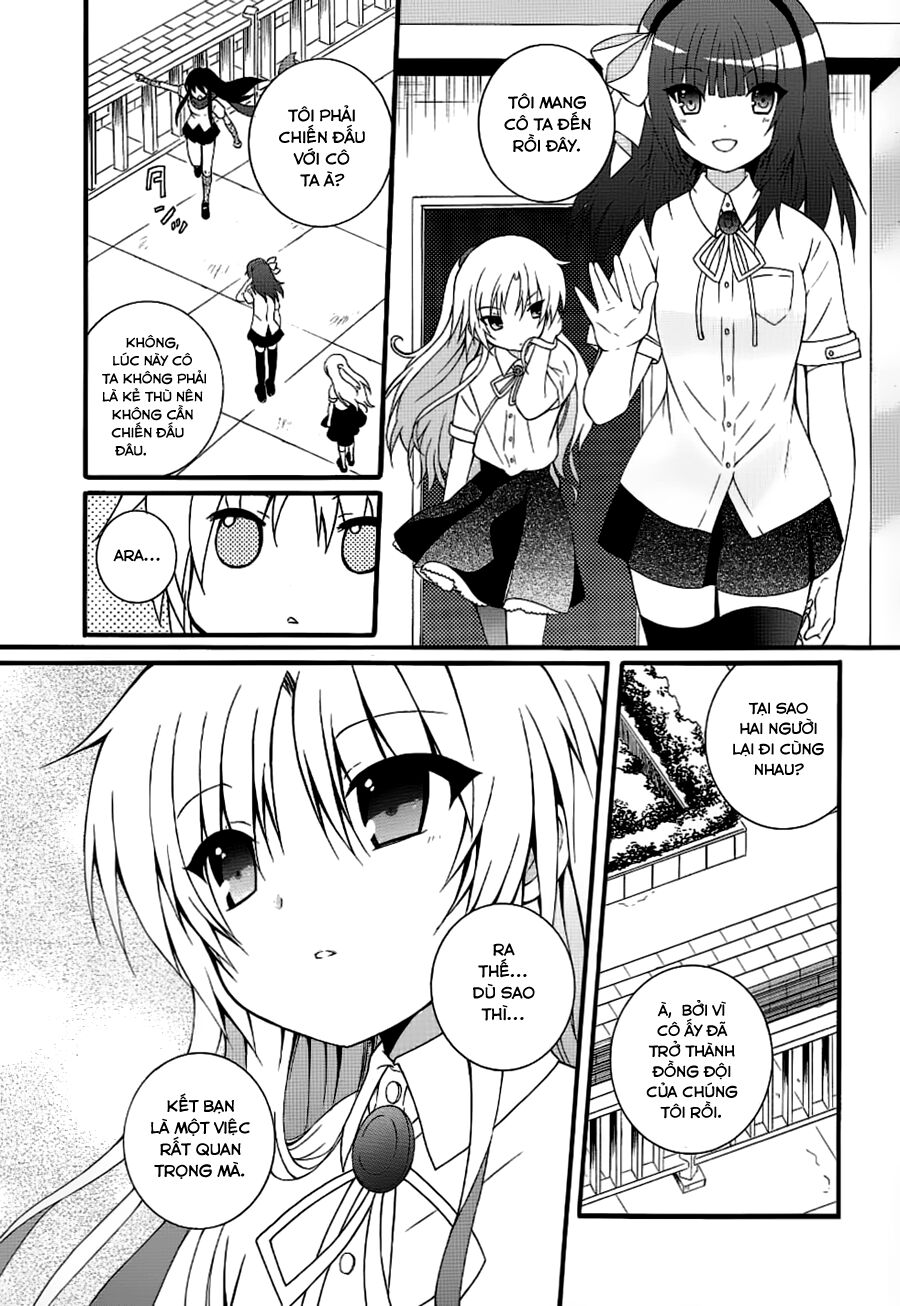 TÔI MANG
CÔ TA ĐẾN
RỒI ĐÂY.
TÔI PHẢI
CHIẾN ĐẤU
VỚI CÔ
TA À?
KHÔNG,
LÚC NÀY CÔ
TA KHÔNG PHẢI
LÀ KẺ THÙ NÊN
KHÔNG CẦN
CHIẾN ĐẤU
ĐÂU.
ARA...
TẠI SAO
HAI NGƯỜI
LẠI ĐI CÙNG
NHAU?
À, BỞI VÌ
CÔ ẤY ĐÃ
TRỞ THÀNH
ĐỒNG ĐỘI
CỦA CHÚNG
TÔI RỒI.
RA
THẾ...
DÙ SAO
THÌ...
KẾT BẠN
LÀ MỘT VIỆC
RẤT QUAN
TRỌNG MÀ.